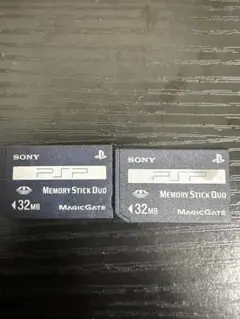 SONY
PSP
MEMORY STICK DUO
32MB
MAGICGATE
SONY
PSP
MEMORY STICK DUO
32MB
MAGICGATE